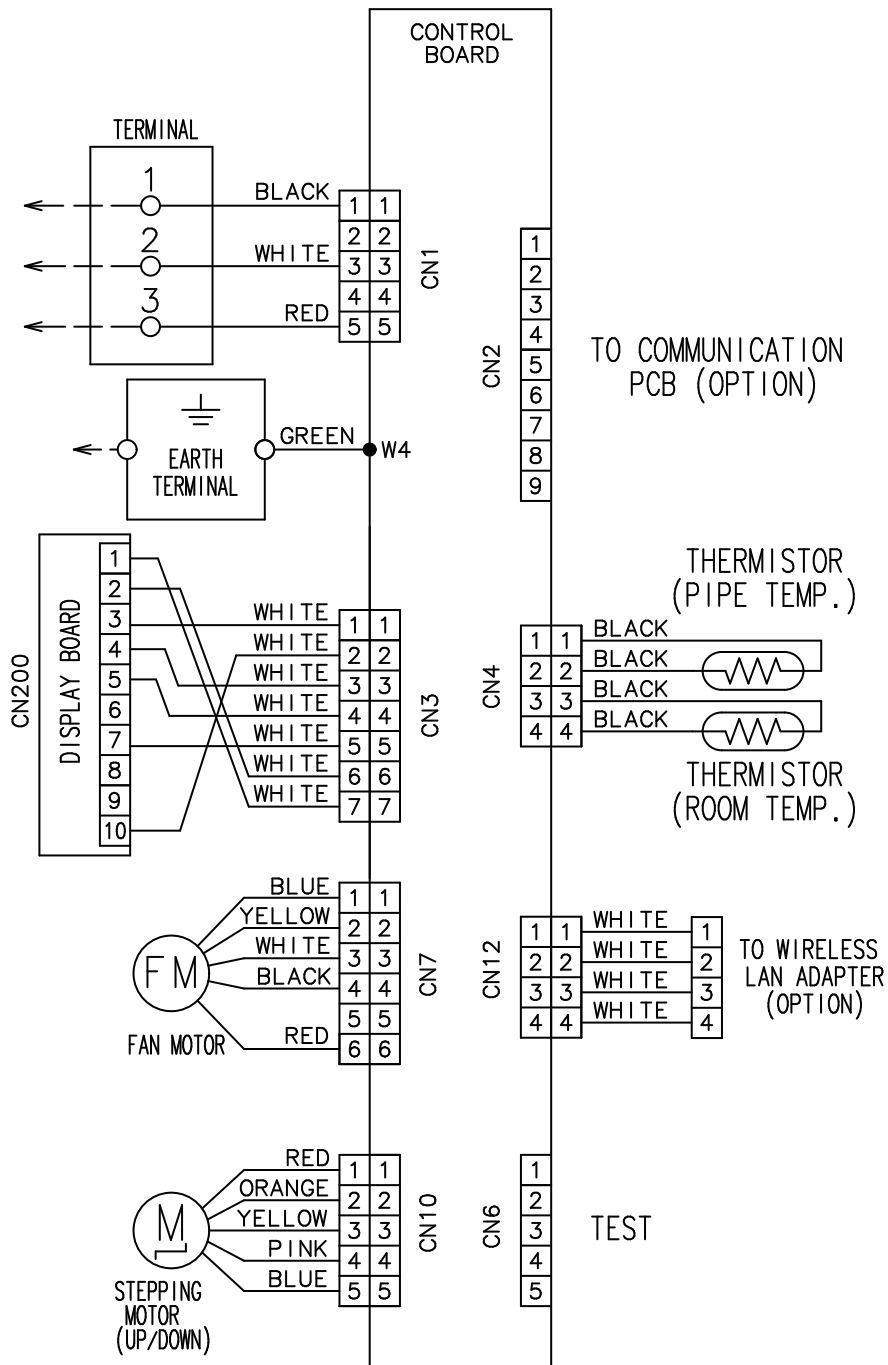 CONTROL
BOARD
TERMINAL
1
BLACK
1 1
2 2
2
WHITE
3 3
4 4
3
RED
5 5
CN1
EARTH
TERMINAL
GREEN
W4
CN2
1
2
3
4
5
6
7
8
9
TO COMMUNICATION
PCB (OPTION)
CN200
DISPLAY BOARD
1
2
3
4
5
6
7
8
9
10
WHITE
1 1
WHITE
2 2
WHITE
3 3
WHITE
4 4
WHITE
5 5
WHITE
6 6
WHITE
7 7
CN3
THERMISTOR
(PIPE TEMP.)
CN4
1 1
BLACK
2 2
BLACK
3 3
BLACK
4 4
BLACK
THERMISTOR
(ROOM TEMP.)
FM
FAN MOTOR
BLUE
1 1
YELLOW
2 2
WHITE
3 3
BLACK
4 4
5 5
RED
6 6
CN7
CN12
1 1
WHITE
1
2 2
WHITE
2
3 3
WHITE
3
4 4
WHITE
4
TO WIRELESS
LAN ADAPTER
(OPTION)
M
STEPPING
MOTOR
(UP/DOWN)
RED
1 1
ORANGE
2 2
YELLOW
3 3
PINK
4 4
BLUE
5 5
CN10
CN6
1
2
3
4
5
TEST